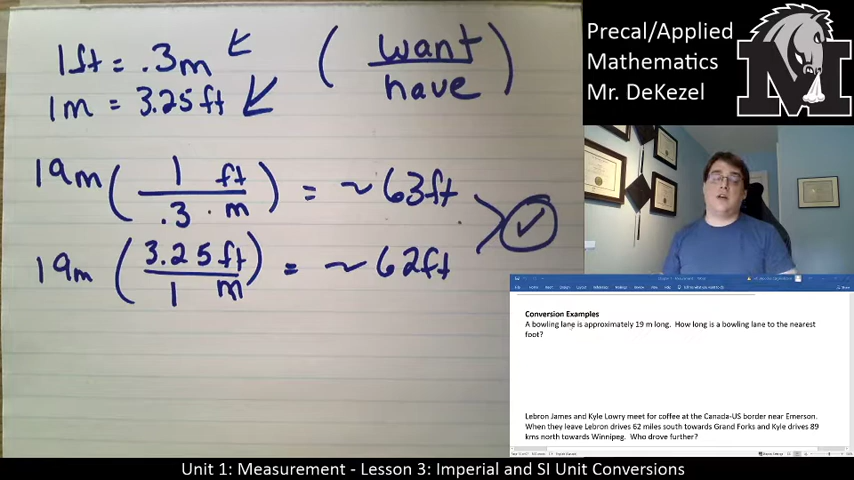 1ft = .3m
1m = 3.25ft
( want / have )
19m ( 1 ft / .3 · m ) = ~63ft
19m ( 3.25ft / 1 m ) = ~62ft
Precal/Applied
Mathematics
Mr. DeKezel
M
Conversion Examples
A bowling lane is approximately 19 m long. How long is a bowling lane to the nearest
foot?
Lebron James and Kyle Lowry meet for coffee at the Canada-US border near Emerson.
When they leave Lebron drives 62 miles south towards Grand Forks and Kyle drives 89
kms north towards Winnipeg. Who drove further?
Unit 1: Measurement - Lesson 3: Imperial and SI Unit Conversions